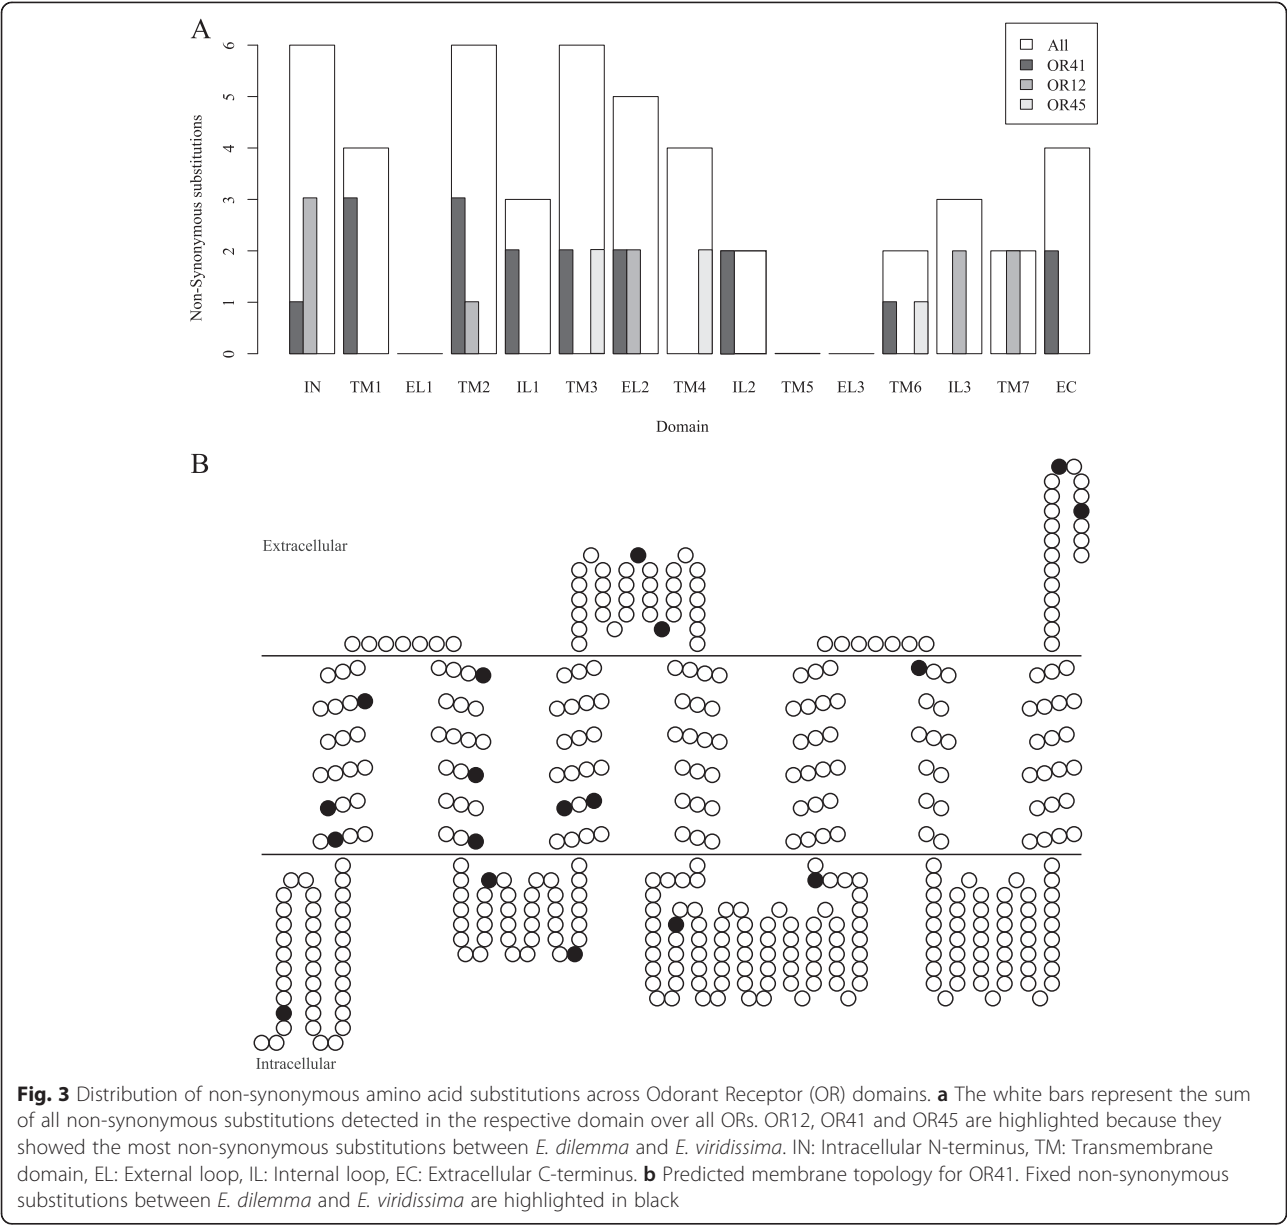 A
Non-Synonymous substitutions
6
5
4
3
2
1
0
All
OR41
OR12
OR45
IN TM1 EL1 TM2 IL1 TM3 EL2 TM4 IL2 TM5 EL3 TM6 IL3 TM7 EC
Domain
B
Extracellular
Intracellular
Fig. 3 Distribution of non-synonymous amino acid substitutions across Odorant Receptor (OR) domains. a The white bars represent the sum
of all non-synonymous substitutions detected in the respective domain over all ORs. OR12, OR41 and OR45 are highlighted because they
showed the most non-synonymous substitutions between E. dilemma and E. viridissima. IN: Intracellular N-terminus, TM: Transmembrane
domain, EL: External loop, IL: Internal loop, EC: Extracellular C-terminus. b Predicted membrane topology for OR41. Fixed non-synonymous
substitutions between E. dilemma and E. viridissima are highlighted in black